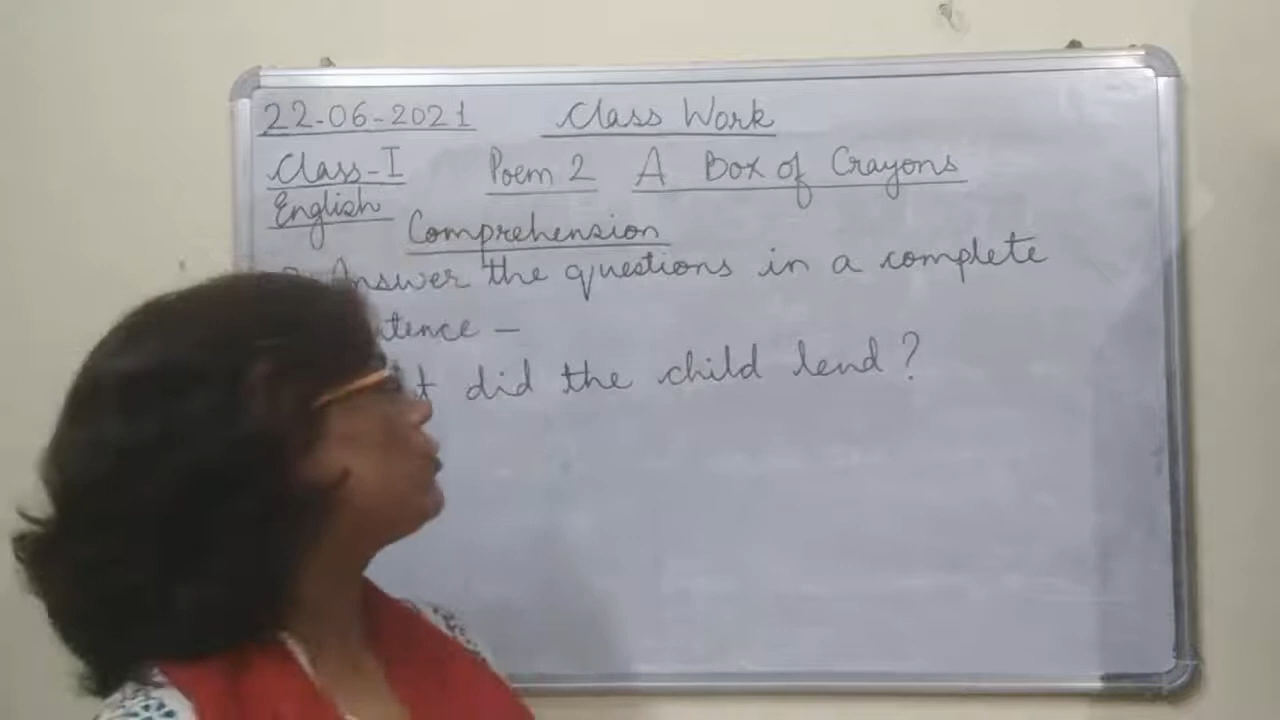 22-06-2021 Class Work
Class-I Poem 2 A Box of Crayons
English
Comprehension
Answer the questions in a complete
tence –
t did the child lend?